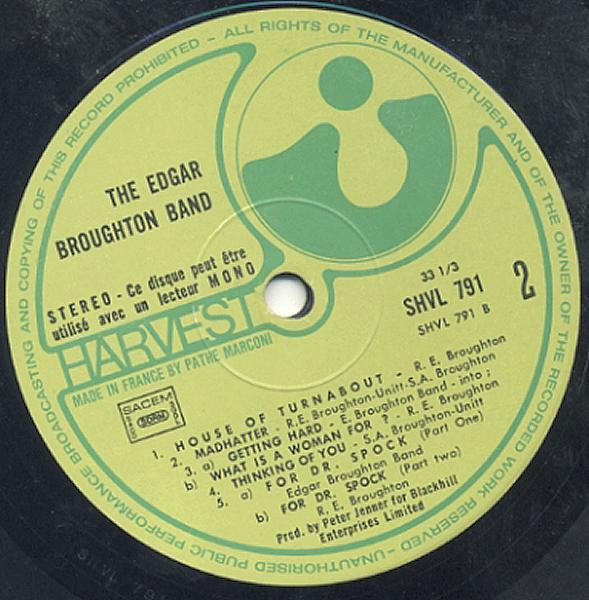 ALL RIGHTS OF THE MANUFACTURER AND OF THE OWNER OF THE RECORDED WORK RESERVED - UNAUTHORISED PUBLIC PERFORMANCE BROADCASTING AND COPYING OF THIS RECORD PROHIBITED -
THE EDGAR
BROUGHTON BAND
STEREO - Ce disque peut être
utilisé avec un lecteur MONO
HARVEST
MADE IN FRANCE BY PATHE MARCONI
33 1/3
SHVL 791
2
SHVL 791 B
SACEM
1. HOUSE OF TURNABOUT - R. E. Broughton
2. MADHATTER - R.E. Broughton-Unitt-S.A. Broughton
3. a) GETTING HARD - E. Broughton Band - into ;
b) WHAT IS A WOMAN FOR ? - R. E. Broughton
4. THINKING OF YOU - S.A. Broughton-Unitt
5. a) FOR DR. SPOCK (Part One)
Edgar Broughton Band
b) FOR DR. SPOCK (Part two)
R. E. Broughton
Prod. by Peter Jenner for Blackhill
Enterprises Limited